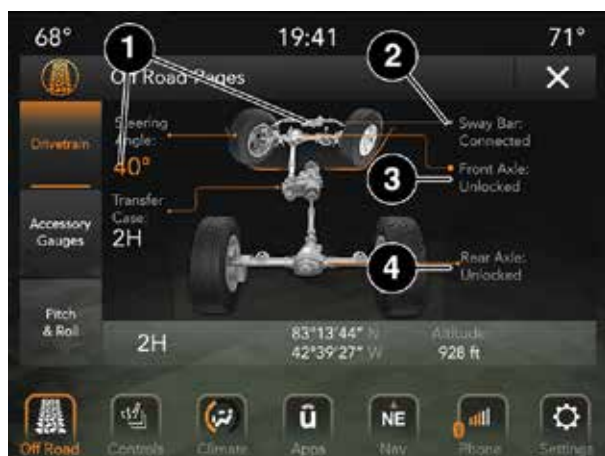 68° 19:41 71°
1
2
Off Road Pages
Drivetrain
Steering
Angle:
40°
Sway Bar:
Connected
3
Front Axle:
Unlocked
Transfer
Case:
2H
Accessory
Gauges
4
Rear Axle:
Unlocked
Pitch
& Roll
2H
83°13'44" N
42°39'27" W
Altitude
928 ft
û
NE
0
Off Road Controls Climate Apps Nav Phone Settings